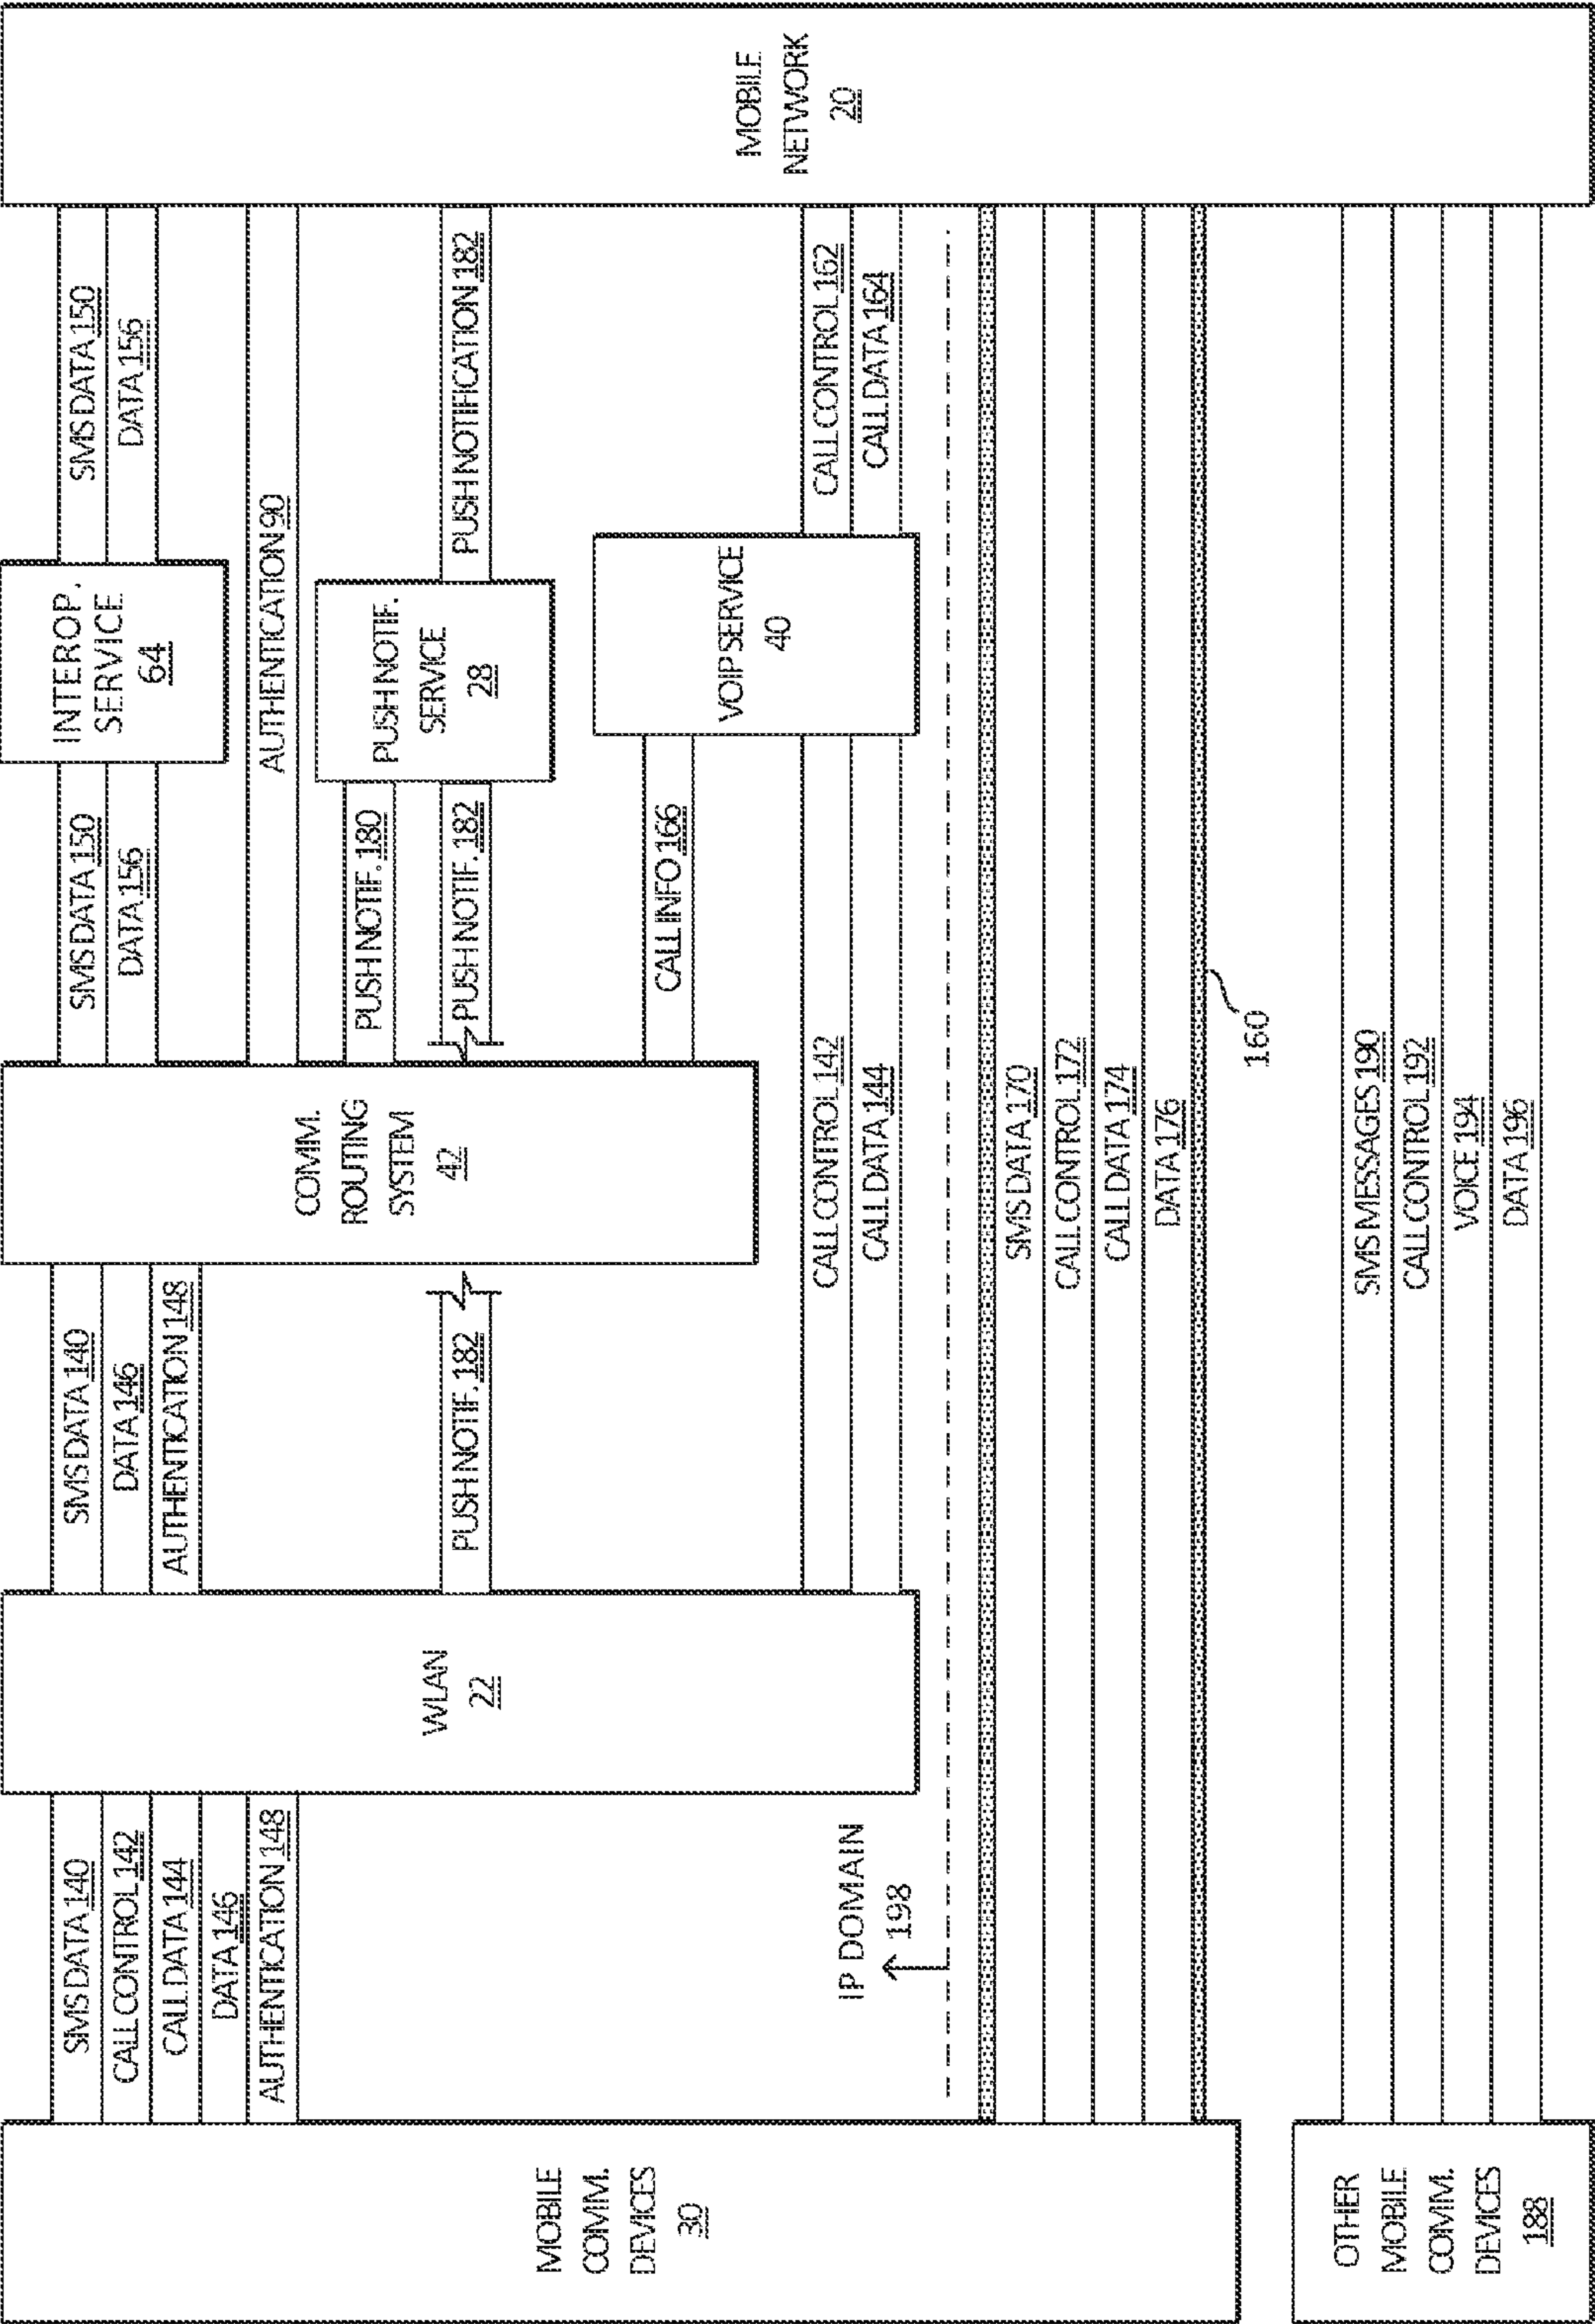 MOBILE
COMM.
DEVICES
30
SMS DATA 140
CALL CONTROL 142
CALL DATA 144
DATA 146
AUTHENTICATION 148
WLAN
22
SMS DATA 140
DATA 146
AUTHENTICATION 148
PUSH NOTIF. 182
COMM.
ROUTING
SYSTEM
42
SMS DATA 150
DATA 156
INTEROP.
SERVICE
64
SMS DATA 150
DATA 156
AUTHENTICATION 90
PUSH NOTIF. 180
PUSH NOTIF. 182
PUSH NOTIF.
SERVICE
28
PUSH NOTIFICATION 182
CALL INFO 166
VOIP SERVICE
40
CALL CONTROL 142
CALL DATA 144
CALL CONTROL 162
CALL DATA 164
MOBILE
NETWORK
20
IP DOMAIN
198
SMS DATA 170
CALL CONTROL 172
CALL DATA 174
DATA 176
160
OTHER
MOBILE
COMM.
DEVICES
188
SMS MESSAGES 190
CALL CONTROL 192
VOICE 194
DATA 196